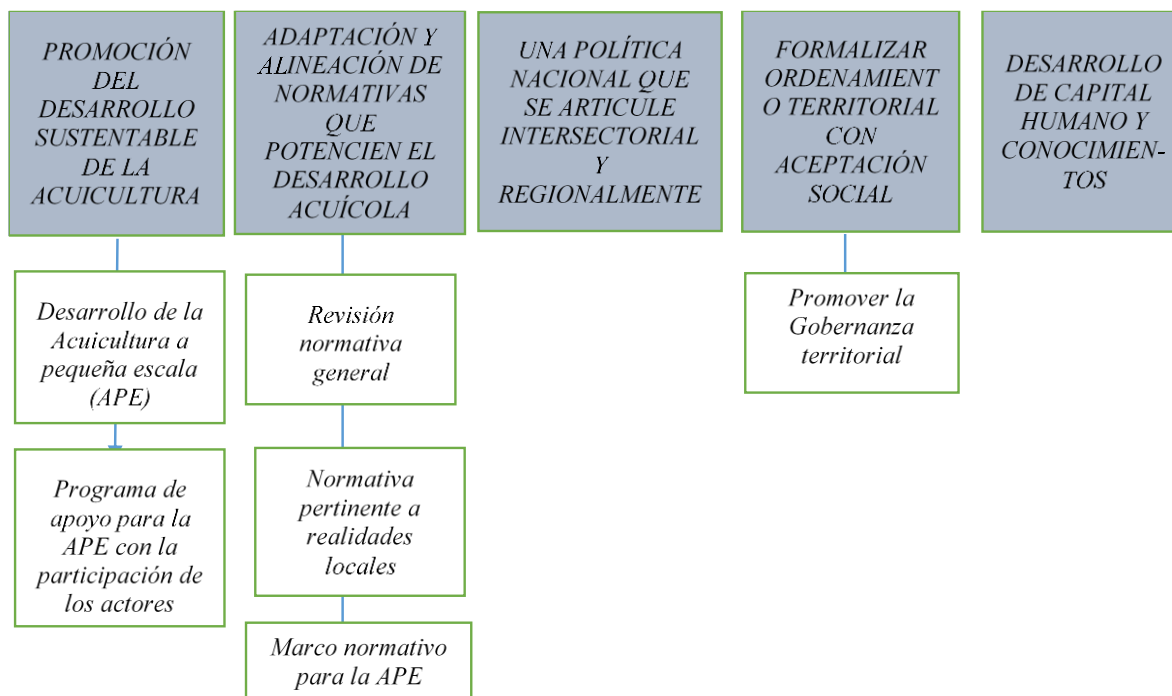 PROMOCIÓN
DEL
DESARROLLO
SUSTENTABLE
DE LA
ACUICULTURA
ADAPTACIÓN Y
ALINEACIÓN DE
NORMATIVAS
QUE
POTENCIEN EL
DESARROLLO
ACUÍCOLA
UNA POLÍTICA
NACIONAL QUE
SE ARTICULE
INTERSECTORIAL
Y
REGIONALMENTE
FORMALIZAR
ORDENAMIENT
O TERRITORIAL
CON
ACEPTACIÓN
SOCIAL
DESARROLLO
DE CAPITAL
HUMANO Y
CONOCIMIEN-
TOS
Desarrollo de la
Acuicultura a
pequeña escala
(APE)
Revisión
normativa
general
Promover la
Gobernanza
territorial
Programa de
apoyo para la
APE con la
participación de
los actores
Normativa
pertinente a
realidades
locales
Marco normativo
para la APE